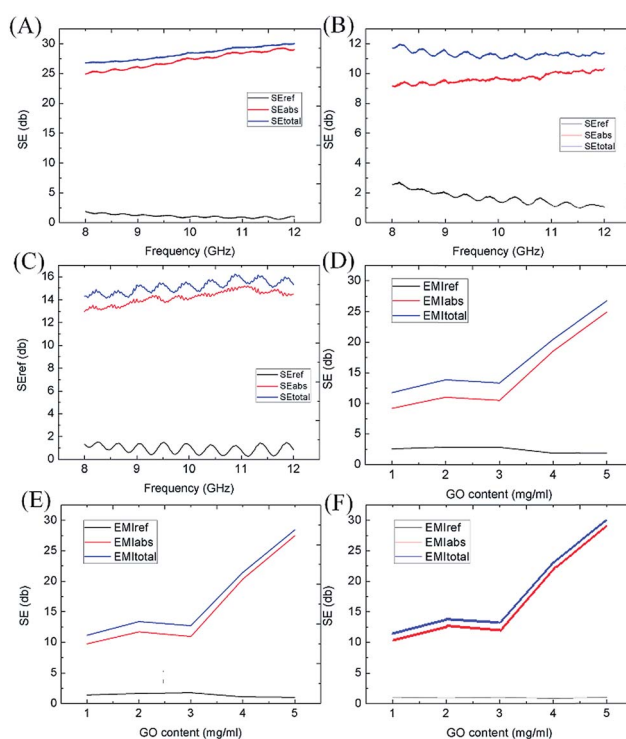 (A)
30
25
20
15
10
5
0
SE (db)
SEref
SEabs
SEtotal
8 9 10 11 12
Frequency (GHz)
(B)
12
10
8
6
4
2
0
SE (db)
SEref
SEabs
SEtotal
8 9 10 11 12
Frequency (GHz)
(C)
16
14
12
10
8
6
4
2
0
SEref (db)
SEref
SEabs
SEtotal
8 9 10 11 12
Frequency (GHz)
(D)
30
25
20
15
10
5
0
SE (db)
EMIref
EMIabs
EMItotal
1 2 3 4 5
GO content (mg/ml)
(E)
30
25
20
15
10
5
0
SE (db)
EMIref
EMIabs
EMItotal
1 2 3 4 5
GO content (mg/ml)
(F)
30
25
20
15
10
5
0
SE (db)
EMIref
EMIabs
EMItotal
1 2 3 4 5
GO content (mg/ml)